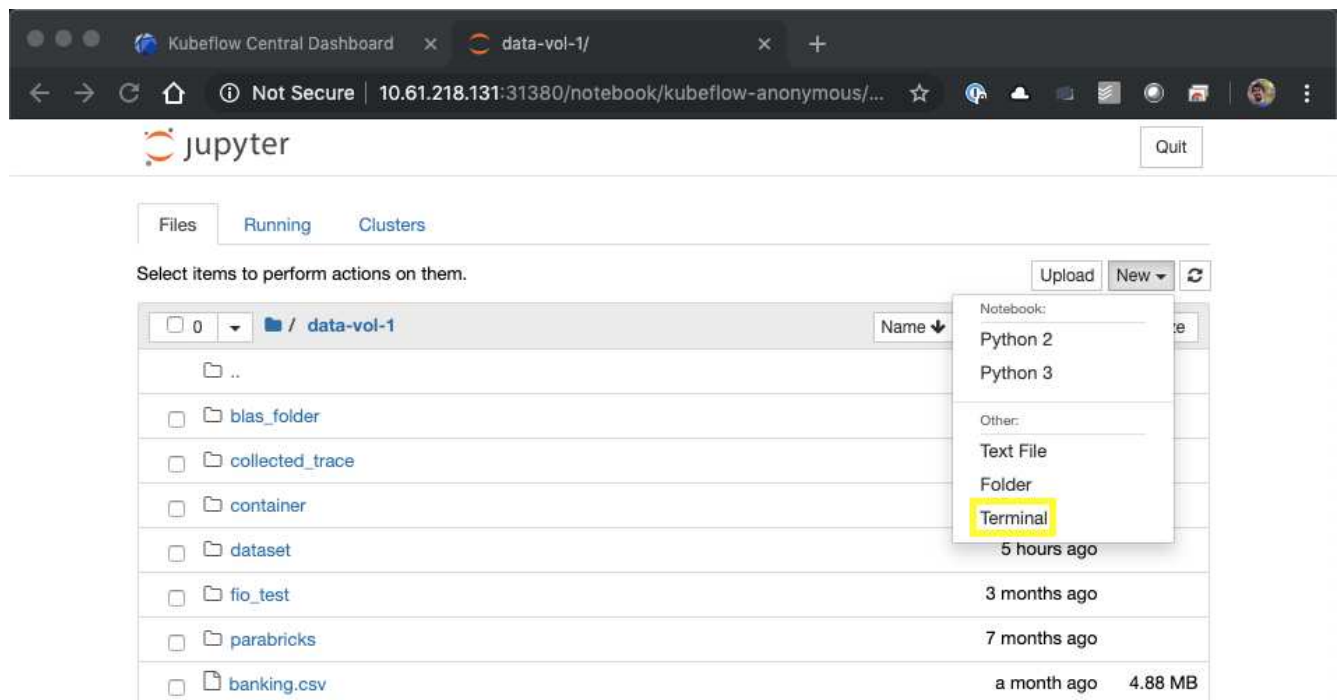 Kubeflow Central Dashboard
data-vol-1/
Not Secure | 10.61.218.131:31380/notebook/kubeflow-anonymous/...
jupyter
Quit
Files Running Clusters
Select items to perform actions on them.
Upload New
0 / data-vol-1 Name
Notebook:
Python 2
Python 3
Other:
Text File
Folder
Terminal
..
blas_folder
collected_trace
container
dataset 5 hours ago
fio_test 3 months ago
parabricks 7 months ago
banking.csv a month ago 4.88 MB